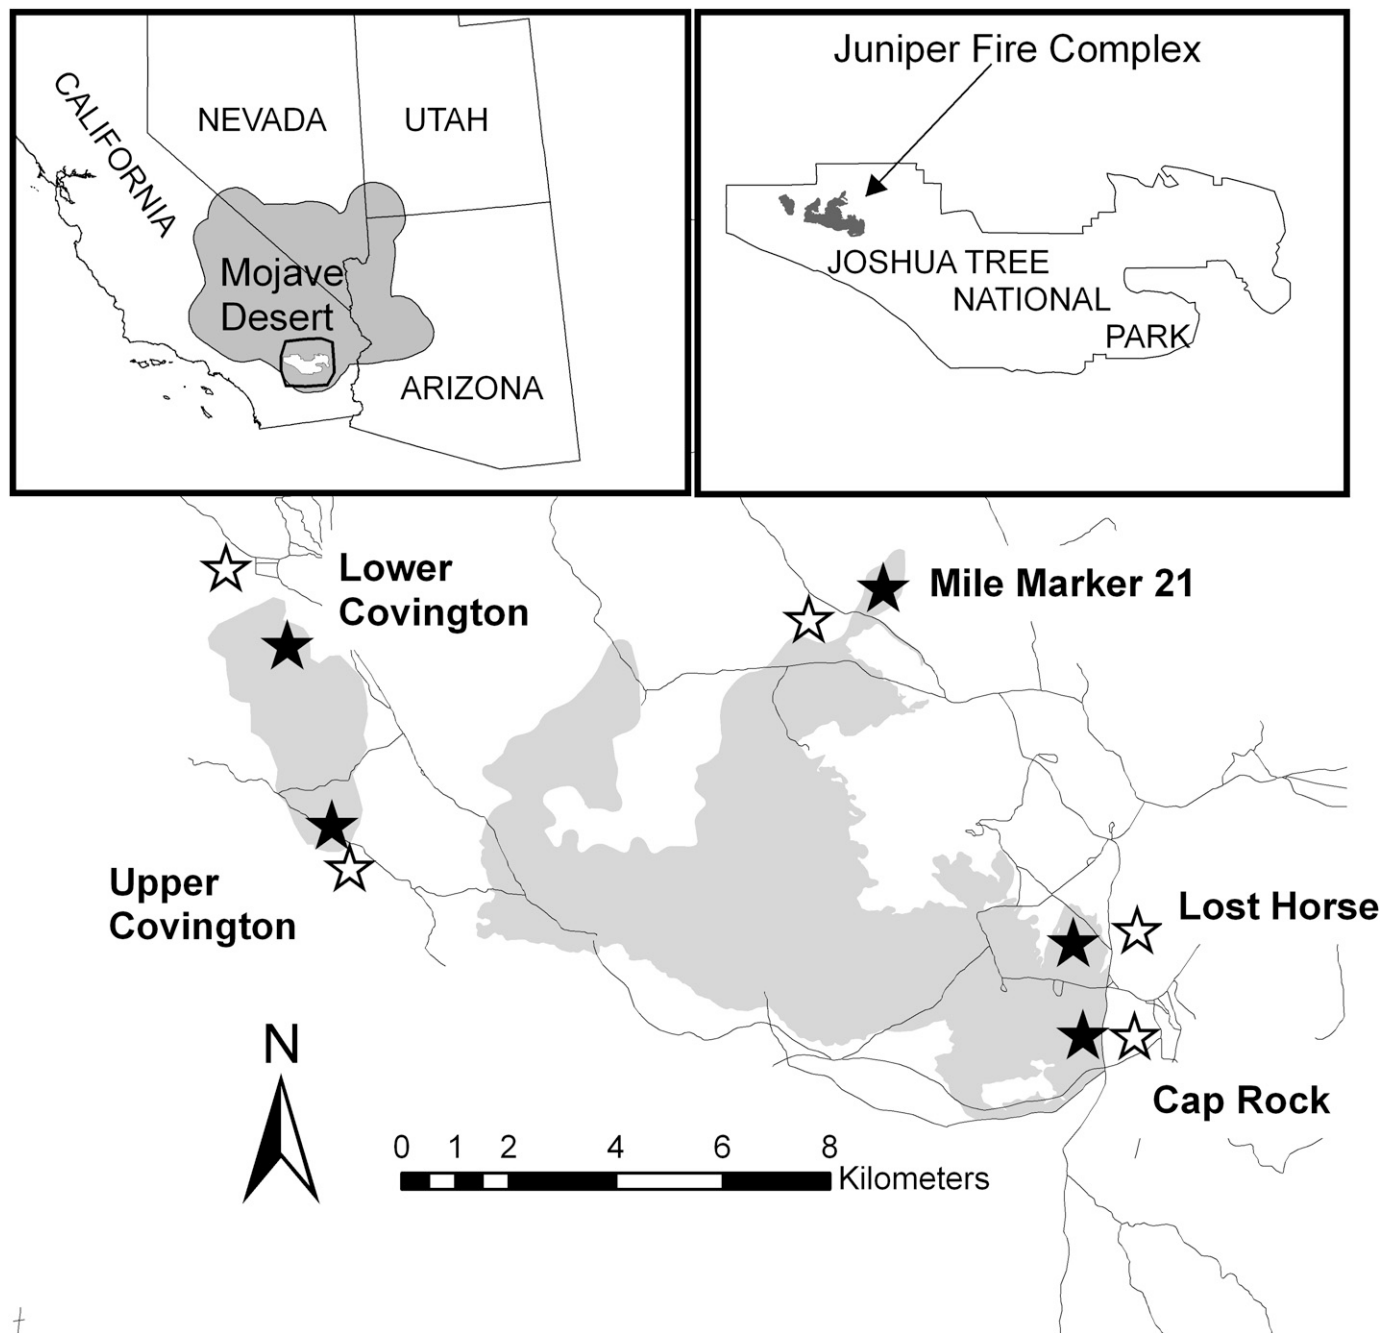 CALIFORNIA
NEVADA
UTAH
Mojave
Desert
ARIZONA
Juniper Fire Complex
JOSHUA TREE
NATIONAL
PARK
Lower
Covington
Mile Marker 21
Upper
Covington
Lost Horse
Cap Rock
N
0 1 2 4 6 8
Kilometers